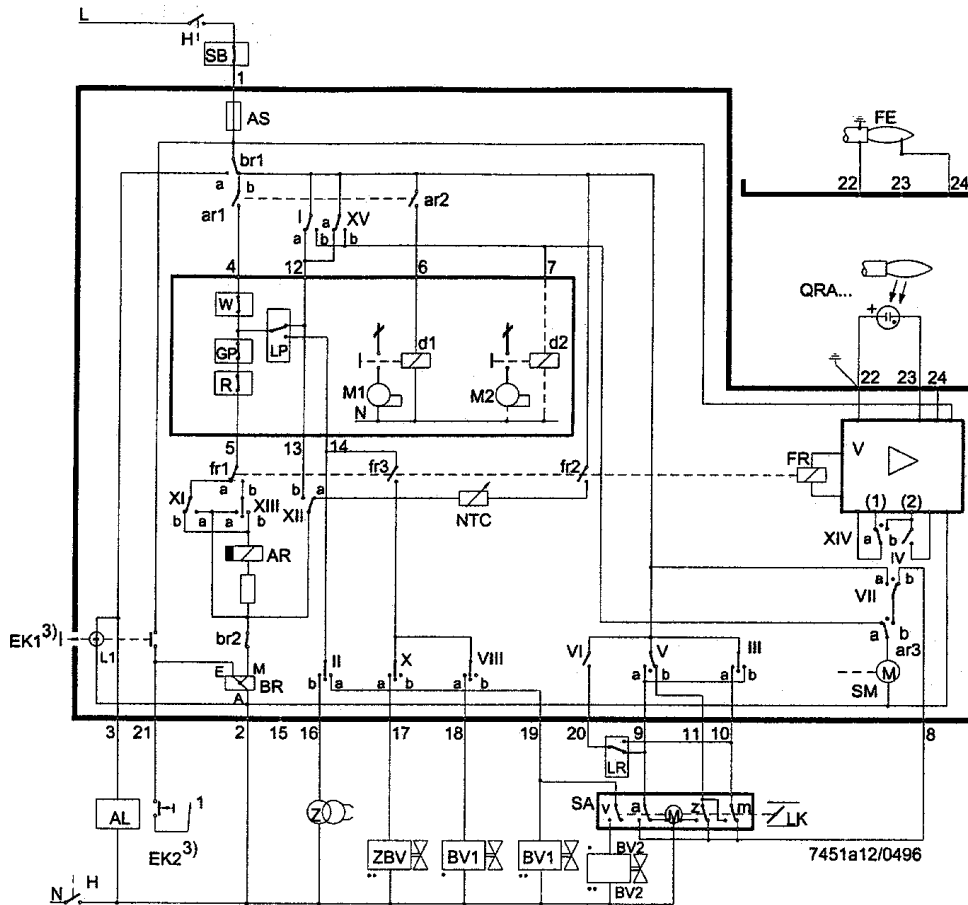 L
H
SB
1
AS
FE
br1
a b
22 23 24
ar1
I
a XV
ar2
a b b
4 12 6 7
QRA...
+
W
LP
GP
R
d1
d2
M1
M2
N
22 23 24
5 13 14
V
fr1
fr3
fr2
FR
a b
b a
XI
XIII
XII
b a a b
NTC
(1) (2)
XIV
a b
IV
AR
a b
VII
EK1 3)
L1
br2
a b
ar3
VI
V
III
II
X
VIII
M
SM
E M
BR
A
b a
a b
a b
a b
a b
3 21 2 15 16 17 18 19 20 9 11 10 8
LR
SA
v a M z m
LK
AL
1
EK2 3)
Z
ZBV
BV1
BV1
BV2
BV2
7451a12/0496
N H